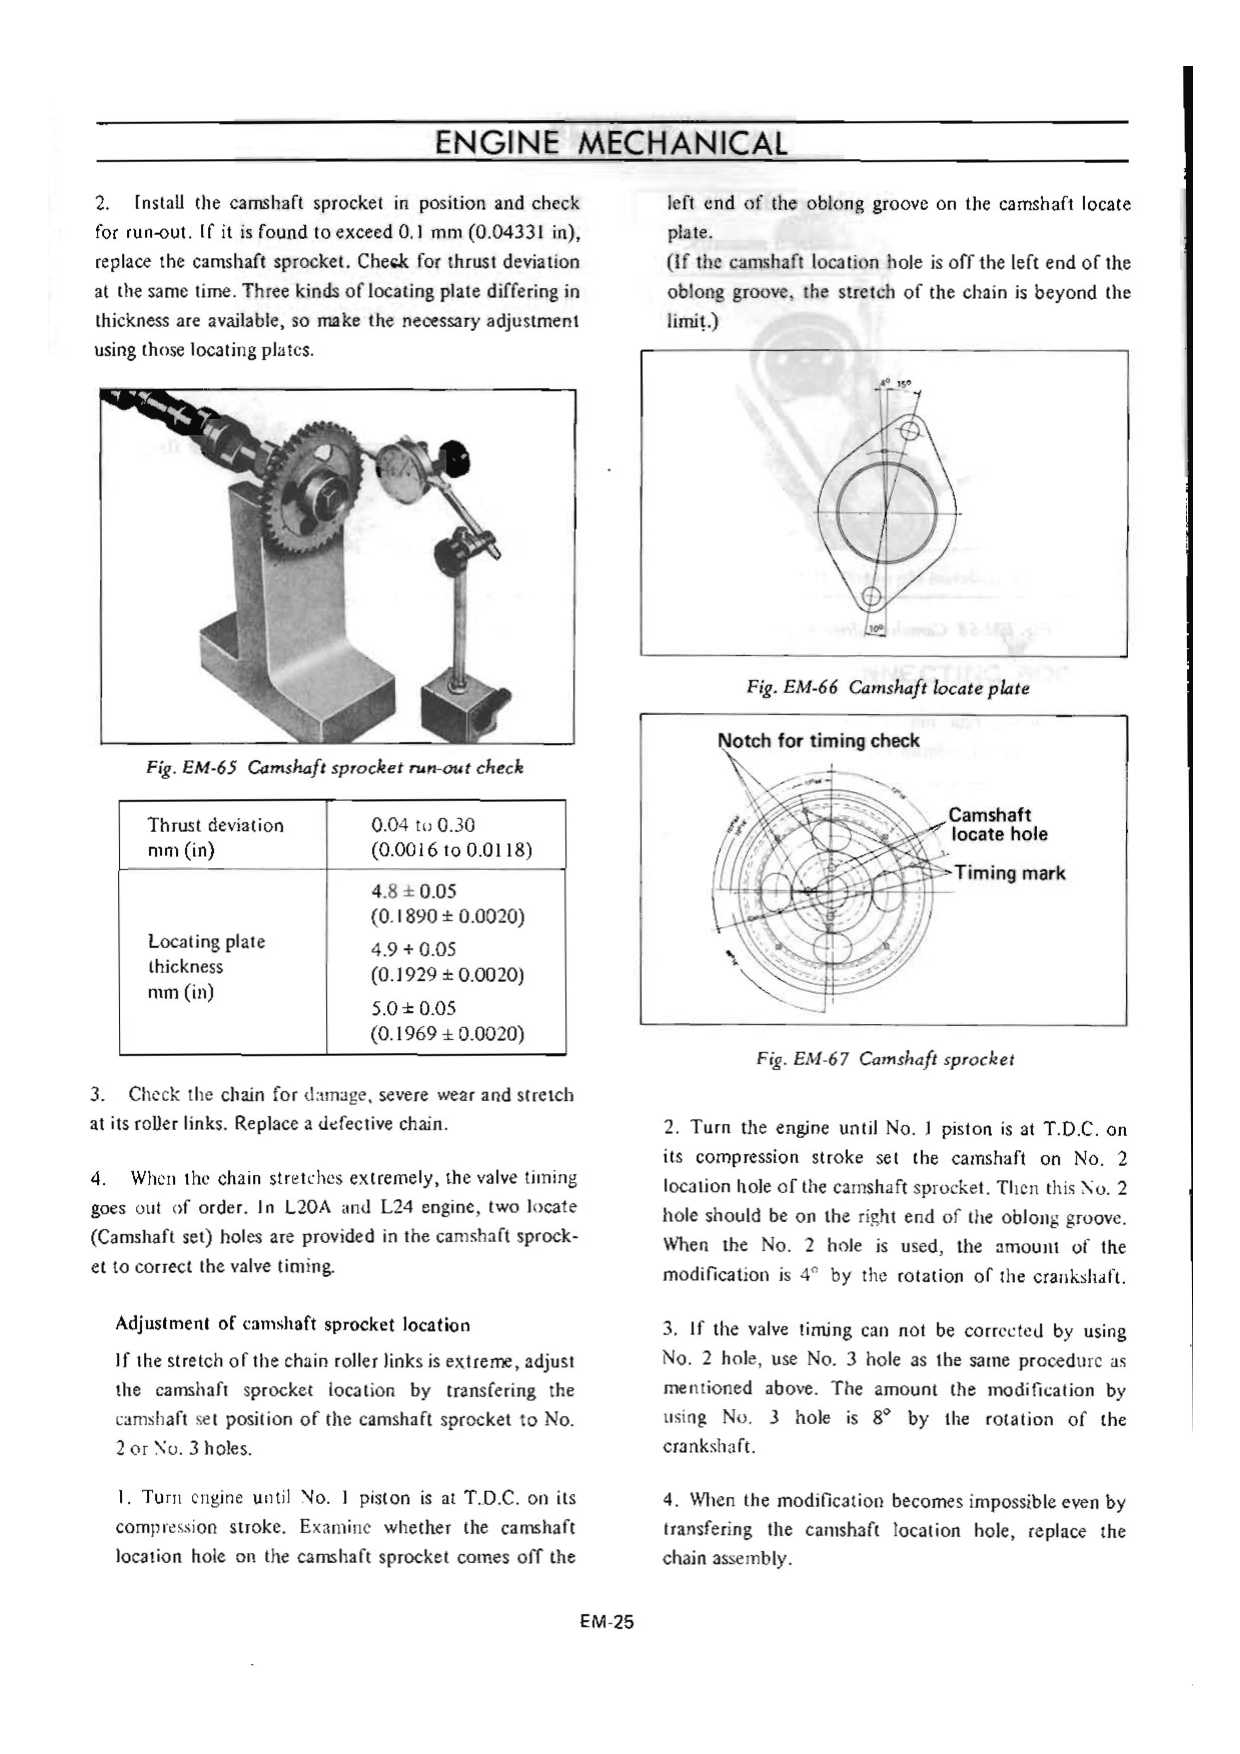 ENGINE MECHANICAL
2. Install the camshaft sprocket in position and check
for run-out. If it is found to exceed 0.1 mm (0.04331 in),
replace the camshaft sprocket. Check for thrust deviation
at the same time. Three kinds of locating plate differing in
thickness are available, so make the necessary adjustment
using those locating plates.
Fig. EM-65 Camshaft sprocket run-out check
Thrust deviation
mm (in)
0.04 to 0.30
(0.0016 to 0.0118)
Locating plate
thickness
mm (in)
4.8 ± 0.05
(0.1890 ± 0.0020)
4.9 + 0.05
(0.1929 ± 0.0020)
5.0 ± 0.05
(0.1969 ± 0.0020)
3. Check the chain for damage, severe wear and stretch
at its roller links. Replace a defective chain.
4. When the chain stretches extremely, the valve timing
goes out of order. In L20A and L24 engine, two locate
(Camshaft set) holes are provided in the camshaft sprock-
et to correct the valve timing.
Adjustment of camshaft sprocket location
If the stretch of the chain roller links is extreme, adjust
the camshaft sprocket location by transfering the
camshaft set position of the camshaft sprocket to No.
2 or No. 3 holes.
1. Turn engine until No. 1 piston is at T.D.C. on its
compression stroke. Examine whether the camshaft
location hole on the camshaft sprocket comes off the
left end of the oblong groove on the camshaft locate
plate.
(If the camshaft location hole is off the left end of the
oblong groove, the stretch of the chain is beyond the
limit.)
4° 15°
10°
Fig. EM-66 Camshaft locate plate
Notch for timing check
Camshaft
locate hole
Timing mark
Fig. EM-67 Camshaft sprocket
2. Turn the engine until No. 1 piston is at T.D.C. on
its compression stroke set the camshaft on No. 2
location hole of the camshaft sprocket. Then this No. 2
hole should be on the right end of the oblong groove.
When the No. 2 hole is used, the amount of the
modification is 4° by the rotation of the crankshaft.
3. If the valve timing can not be corrected by using
No. 2 hole, use No. 3 hole as the same procedure as
mentioned above. The amount the modification by
using No. 3 hole is 8° by the rotation of the
crankshaft.
4. When the modification becomes impossible even by
transfering the camshaft location hole, replace the
chain assembly.
EM-25